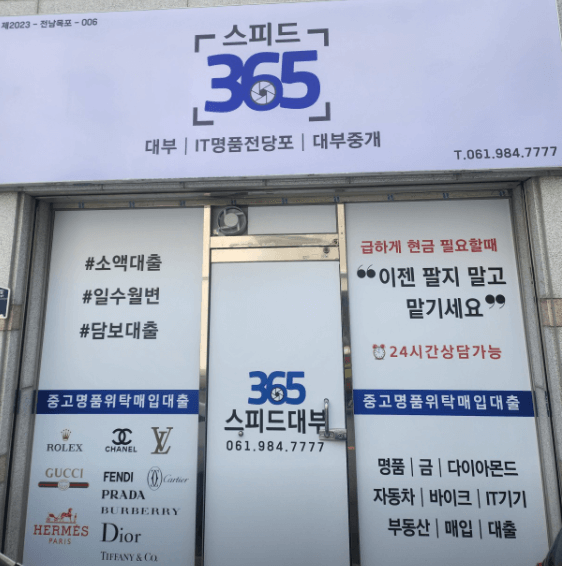 제2023 - 전남목포 - 006
스피드
365
대부 | IT명품전당포 | 대부중개
T.061.984.7777
#소액대출
#일수월변
#담보대출
중고명품위탁매입대출
ROLEX
CHANEL
LV
GUCCI
FENDI
Cartier
PRADA
BURBERRY
HERMES
PARIS
Dior
TIFFANY & CO.
365
스피드대부
061.984.7777
급하게 현금 필요할때
❝이젠 팔지 말고
맡기세요❞
24시간상담가능
중고명품위탁매입대출
명품 | 금 | 다이아몬드
자동차 | 바이크 | IT기기
부동산 | 매입 | 대출